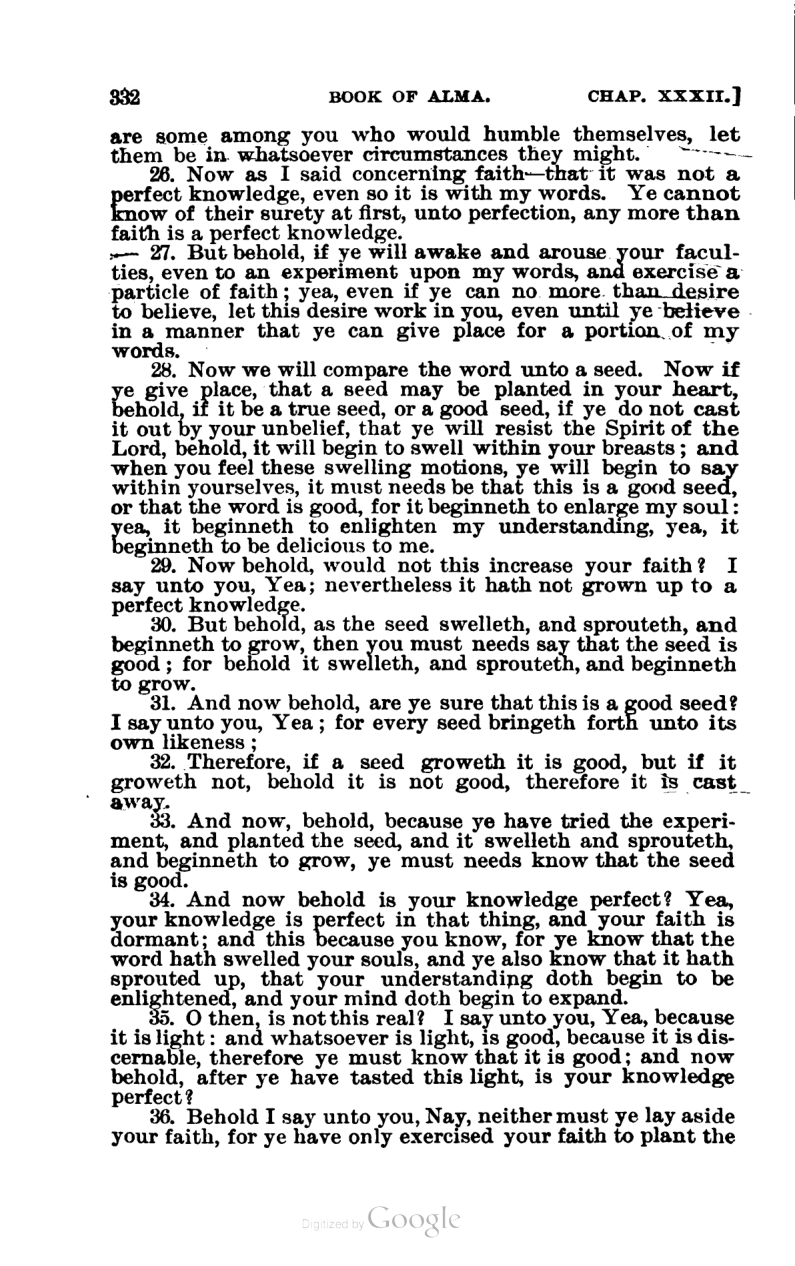 332 BOOK OF ALMA. CHAP. XXXII.]
are some among you who would humble themselves, let
them be in whatsoever circumstances they might.
26. Now as I said concerning faith—that it was not a
perfect knowledge, even so it is with my words. Ye cannot
know of their surety at first, unto perfection, any more than
faith is a perfect knowledge.
27. But behold, if ye will awake and arouse your facul-
ties, even to an experiment upon my words, and exercise a
particle of faith; yea, even if ye can no more than desire
to believe, let this desire work in you, even until ye believe
in a manner that ye can give place for a portion of my
words.
28. Now we will compare the word unto a seed. Now if
ye give place, that a seed may be planted in your heart,
behold, if it be a true seed, or a good seed, if ye do not cast
it out by your unbelief, that ye will resist the Spirit of the
Lord, behold, it will begin to swell within your breasts; and
when you feel these swelling motions, ye will begin to say
within yourselves, it must needs be that this is a good seed,
or that the word is good, for it beginneth to enlarge my soul:
yea, it beginneth to enlighten my understanding, yea, it
beginneth to be delicious to me.
29. Now behold, would not this increase your faith? I
say unto you, Yea; nevertheless it hath not grown up to a
perfect knowledge.
30. But behold, as the seed swelleth, and sprouteth, and
beginneth to grow, then you must needs say that the seed is
good; for behold it swelleth, and sprouteth, and beginneth
to grow.
31. And now behold, are ye sure that this is a good seed?
I say unto you, Yea; for every seed bringeth forth unto its
own likeness;
32. Therefore, if a seed groweth it is good, but if it
groweth not, behold it is not good, therefore it is cast
away.
33. And now, behold, because ye have tried the experi-
ment, and planted the seed, and it swelleth and sprouteth,
and beginneth to grow, ye must needs know that the seed
is good.
34. And now behold is your knowledge perfect? Yea,
your knowledge is perfect in that thing, and your faith is
dormant; and this because you know, for ye know that the
word hath swelled your souls, and ye also know that it hath
sprouted up, that your understanding doth begin to be
enlightened, and your mind doth begin to expand.
35. O then, is not this real? I say unto you, Yea, because
it is light: and whatsoever is light, is good, because it is dis-
cernable, therefore ye must know that it is good; and now
behold, after ye have tasted this light, is your knowledge
perfect?
36. Behold I say unto you, Nay, neither must ye lay aside
your faith, for ye have only exercised your faith to plant the
Digitized by Google